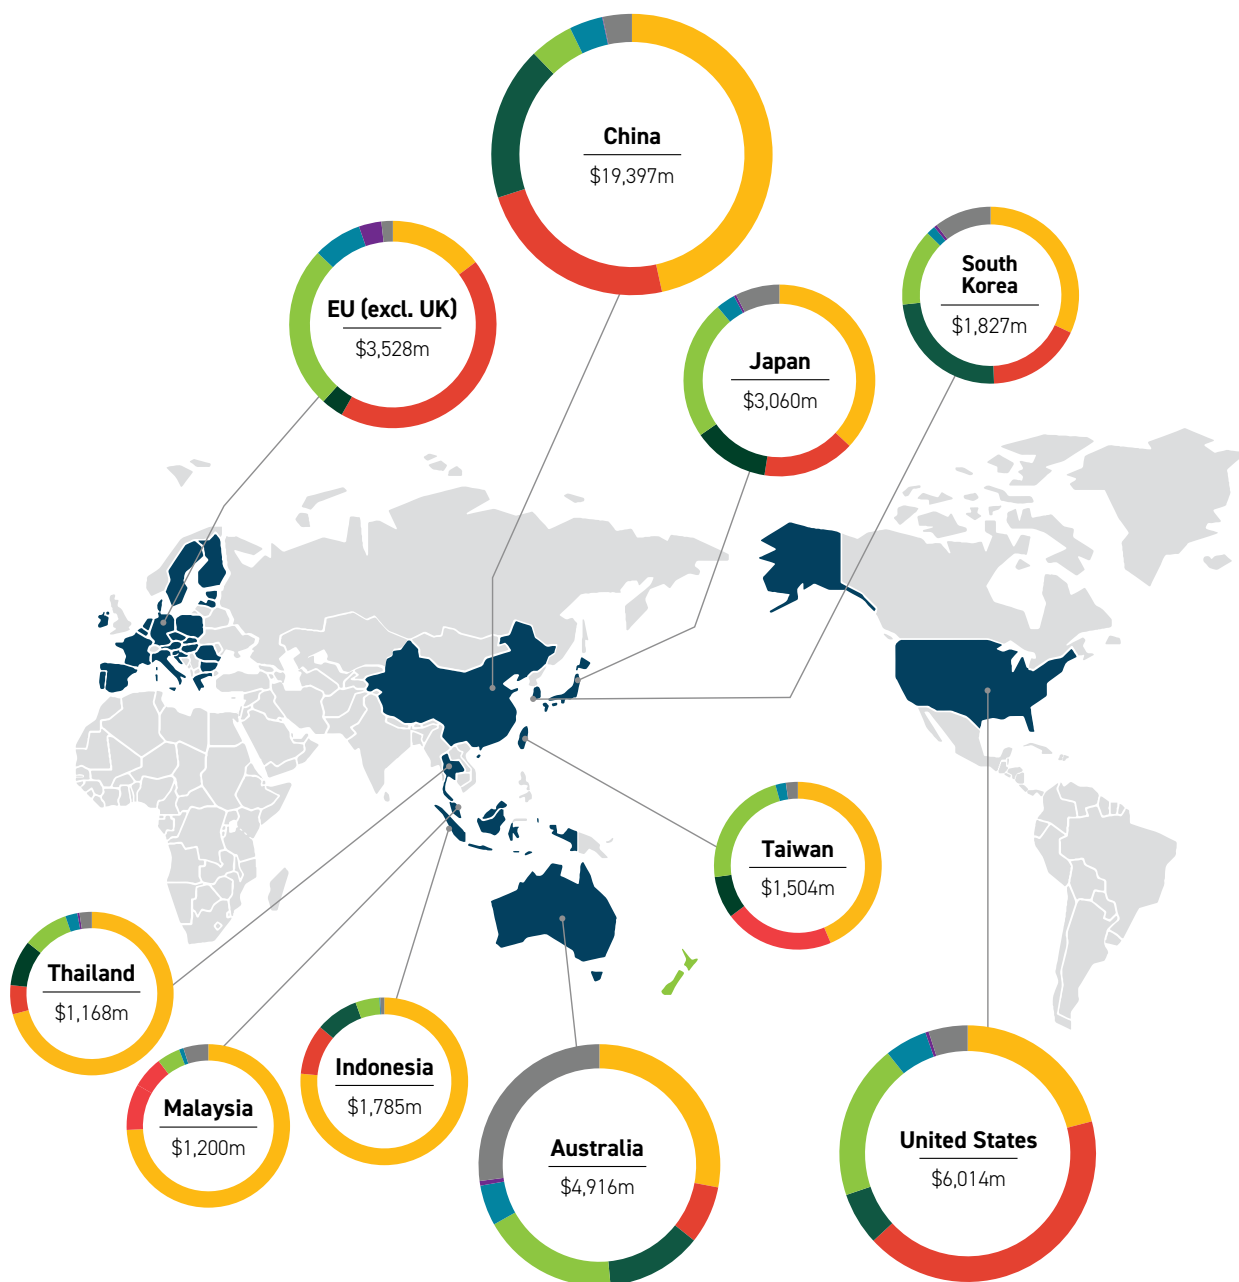 China
$19,397m
South
Korea
$1,827m
EU (excl. UK)
$3,528m
Japan
$3,060m
Taiwan
$1,504m
Thailand
$1,168m
Indonesia
$1,785m
Malaysia
$1,200m
Australia
$4,916m
United States
$6,014m